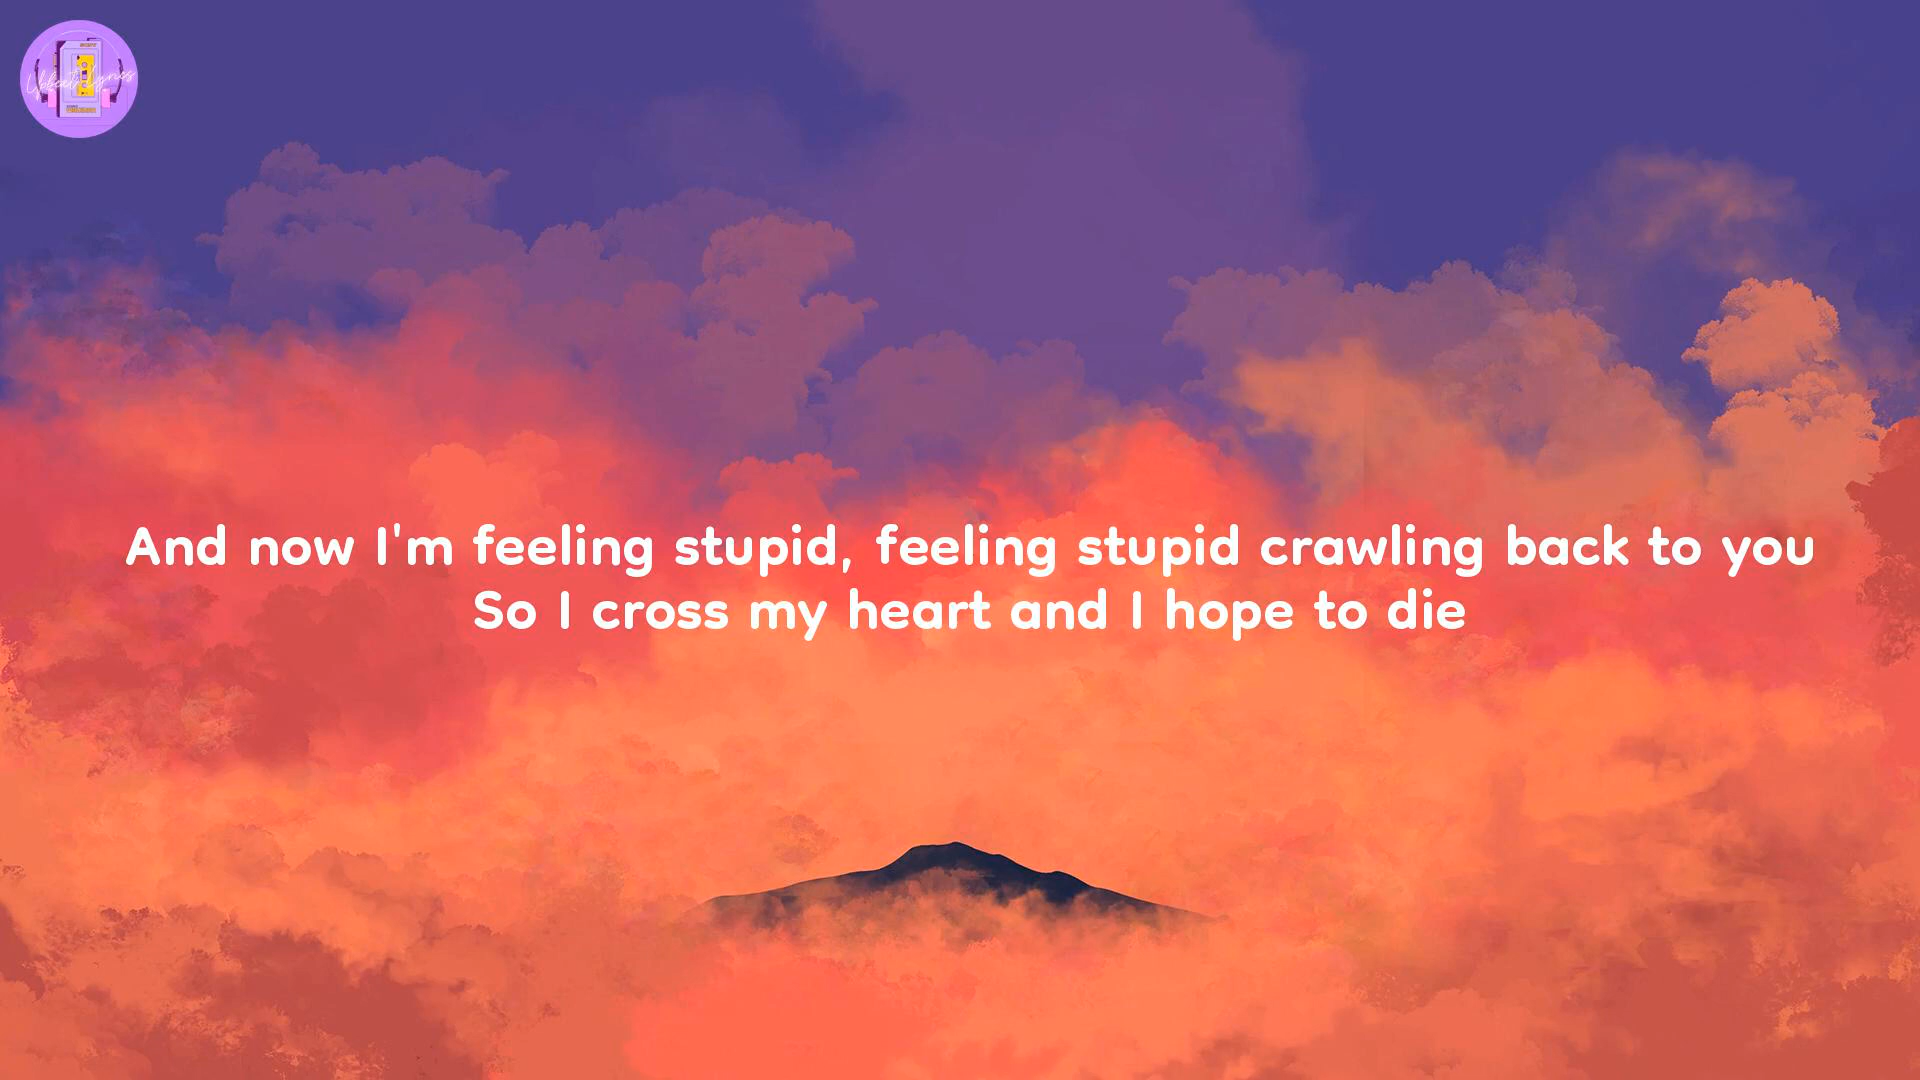 And now I'm feeling stupid, feeling stupid crawling back to you
So I cross my heart and I hope to die